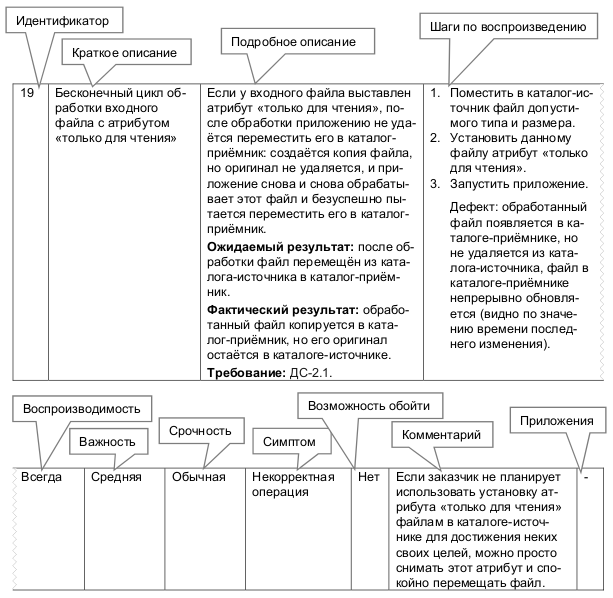 Идентификатор
Краткое описание
Подробное описание
Шаги по воспроизведению
19
Бесконечный цикл об-
работки входного
файла с атрибутом
«только для чтения»
Если у входного файла выставлен
атрибут «только для чтения», по-
сле обработки приложению не уда-
ётся переместить его в каталог-
приёмник: создаётся копия файла,
но оригинал не удаляется, и при-
ложение снова и снова обрабаты-
вает этот файл и безуспешно пы-
тается переместить его в каталог-
приёмник.
Ожидаемый результат: после об-
работки файл перемещён из ката-
лога-источника в каталог-приём-
ник.
Фактический результат: обрабо-
танный файл копируется в ката-
лог-приёмник, но его оригинал
остаётся в каталоге-источнике.
Требование: ДС-2.1.
1. Поместить в каталог-ис-
точник файл допусти-
мого типа и размера.
2. Установить данному
файлу атрибут «только
для чтения».
3. Запустить приложение.
Дефект: обработанный
файл появляется в ка-
талоге-приёмнике, но
не удаляется из ката-
лога-источника, файл в
каталоге-приёмнике
непрерывно обновля-
ется (видно по значе-
нию времени послед-
него изменения).
Воспроизводимость
Важность
Срочность
Симптом
Возможность обойти
Комментарий
Приложения
Всегда
Средняя
Обычная
Некорректная
операция
Нет
Если заказчик не планирует
использовать установку ат-
рибута «только для чтения»
файлам в каталоге-источ-
нике для достижения неких
своих целей, можно просто
снимать этот атрибут и спо-
койно перемещать файл.
-